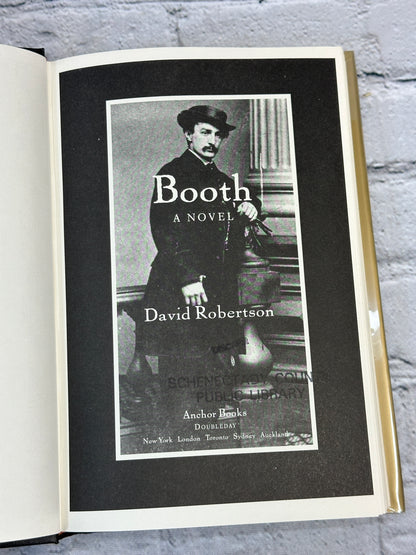 Booth
A NOVEL
David Robertson
SCHENECTADY COUNTY
PUBLIC LIBRARY
Anchor Books
DOUBLEDAY
New York London Toronto Sydney Auckland